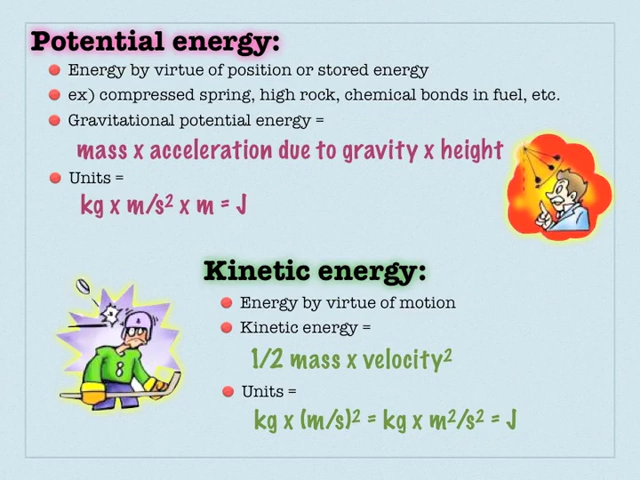 Potential energy:
Energy by virtue of position or stored energy
ex) compressed spring, high rock, chemical bonds in fuel, etc.
Gravitational potential energy =
mass x acceleration due to gravity x height
Units =
kg x m/s² x m = J
Kinetic energy:
Energy by virtue of motion
Kinetic energy =
1/2 mass x velocity²
Units =
kg x (m/s)² = kg x m²/s² = J